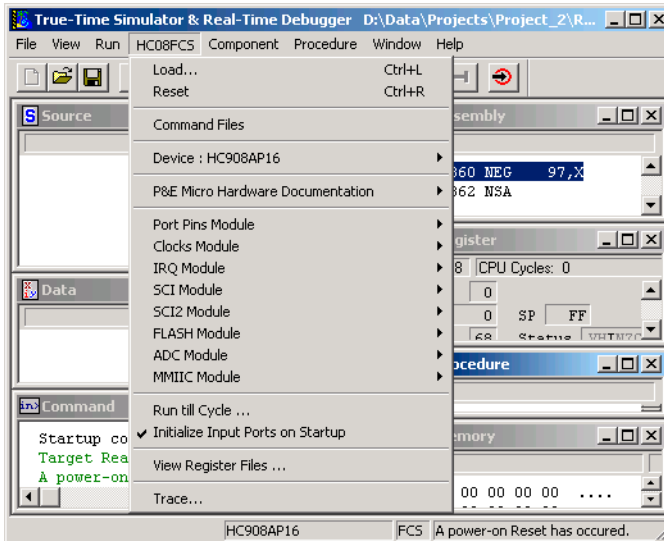 True-Time Simulator & Real-Time Debugger D:\Data\Projects\Project_2\R...
File View Run HC08FCS Component Procedure Window Help
Load... Ctrl+L
Reset Ctrl+R
Command Files
Device : HC908AP16
P&E Micro Hardware Documentation
Port Pins Module
Clocks Module
IRQ Module
SCI Module
SCI2 Module
FLASH Module
ADC Module
MMIIC Module
Run till Cycle ...
Initialize Input Ports on Startup
View Register Files ...
Trace...
Source
Data
Command
Startup co
Target Rea
A power-on
sembly
360 NEG 97,X
362 NSA
gister
8 CPU Cycles: 0
0
0 SP FF
68 Status VHINZC
ocedure
emory
00 00 00 00 ....
HC908AP16 FCS A power-on Reset has occured.